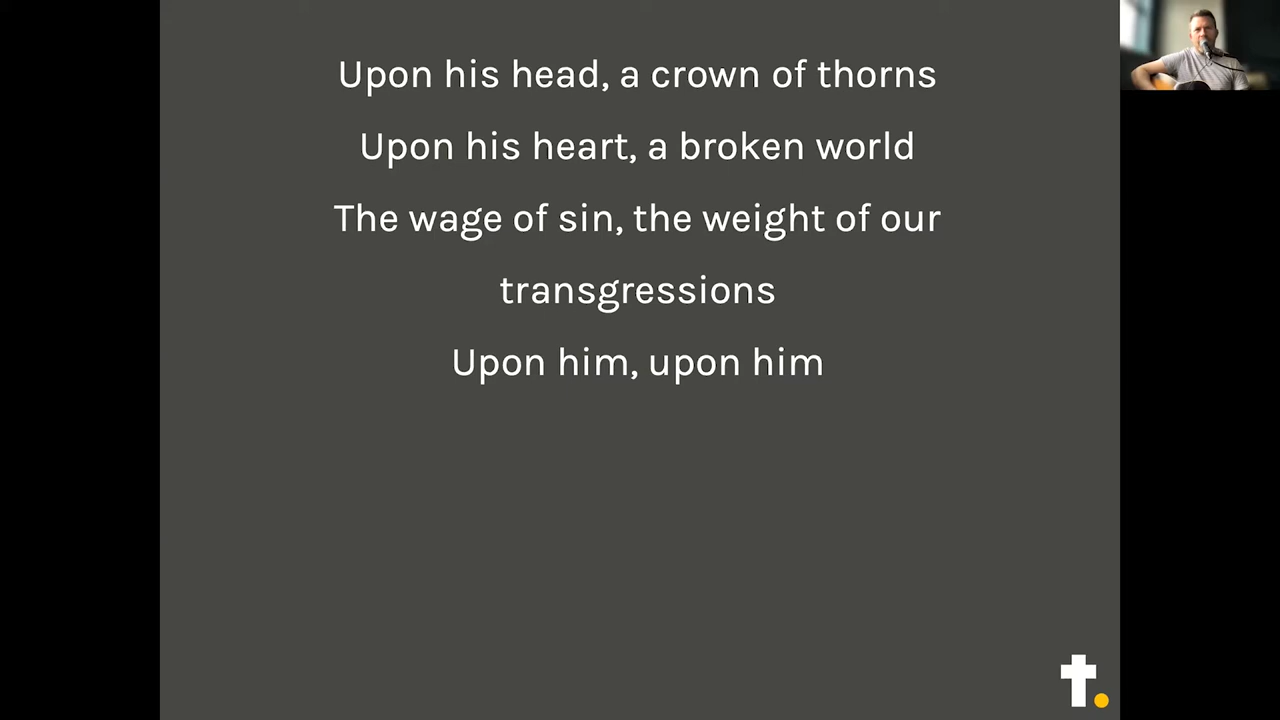 Upon his head, a crown of thorns
Upon his heart, a broken world
The wage of sin, the weight of our
transgressions
Upon him, upon him